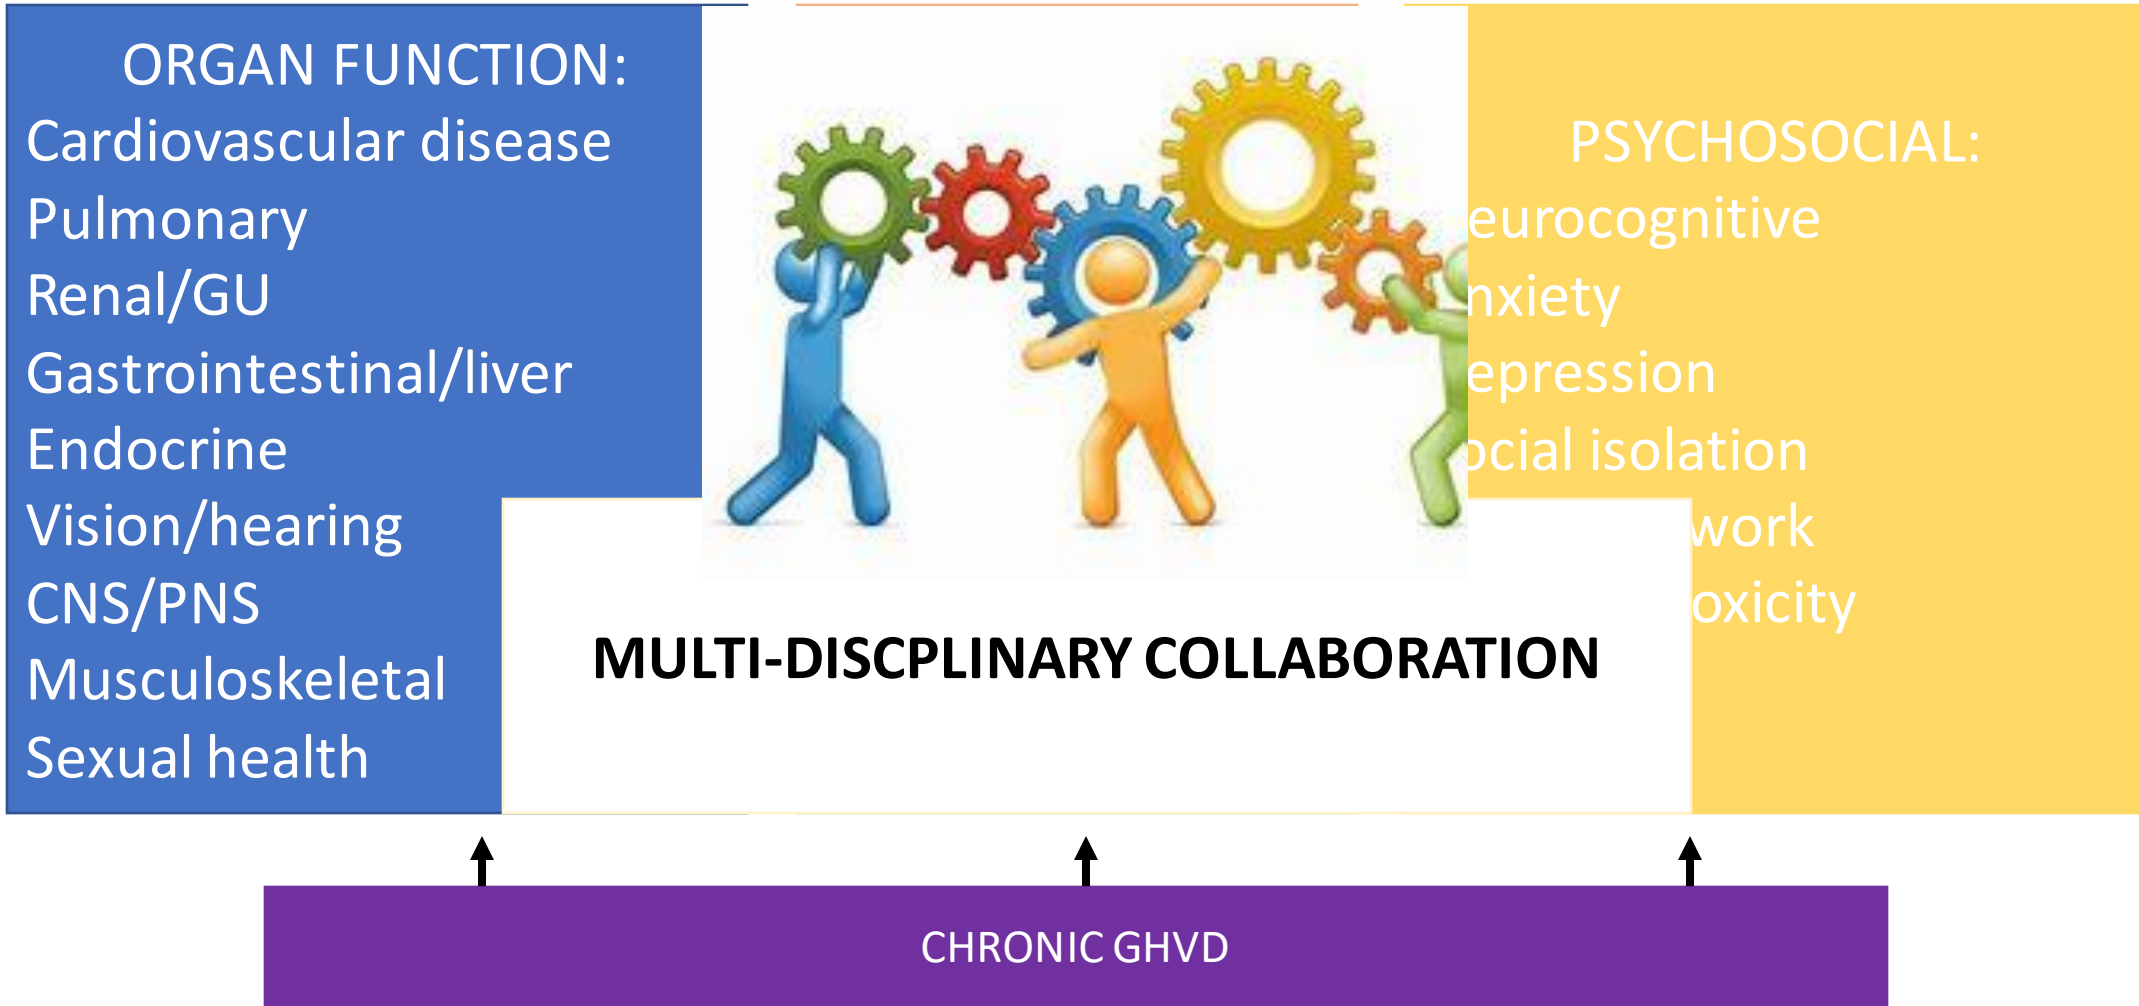 ORGAN FUNCTION:
Cardiovascular disease
Pulmonary
Renal/GU
Gastrointestinal/liver
Endocrine
Vision/hearing
CNS/PNS
Musculoskeletal
Sexual health
MULTI-DISCPLINARY COLLABORATION
PSYCHOSOCIAL:
eurocognitive
nxiety
epression
ocial isolation
work
oxicity
CHRONIC GHVD